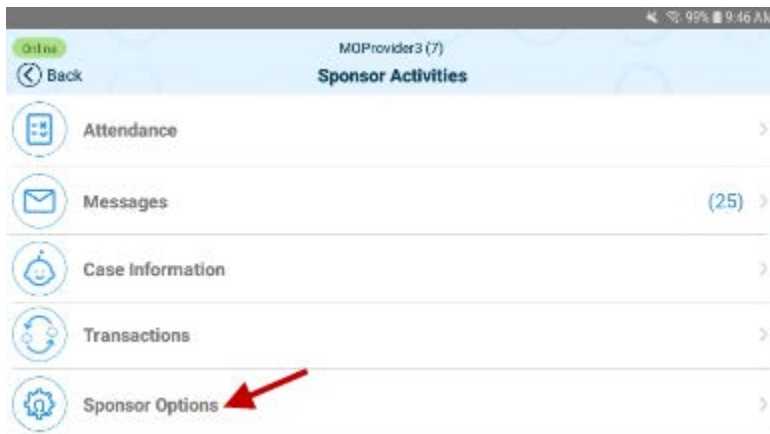 99% 9:46 AM
Online
MOProvider3 (7)
Back
Sponsor Activities
Attendance
Messages (25)
Case Information
Transactions
Sponsor Options